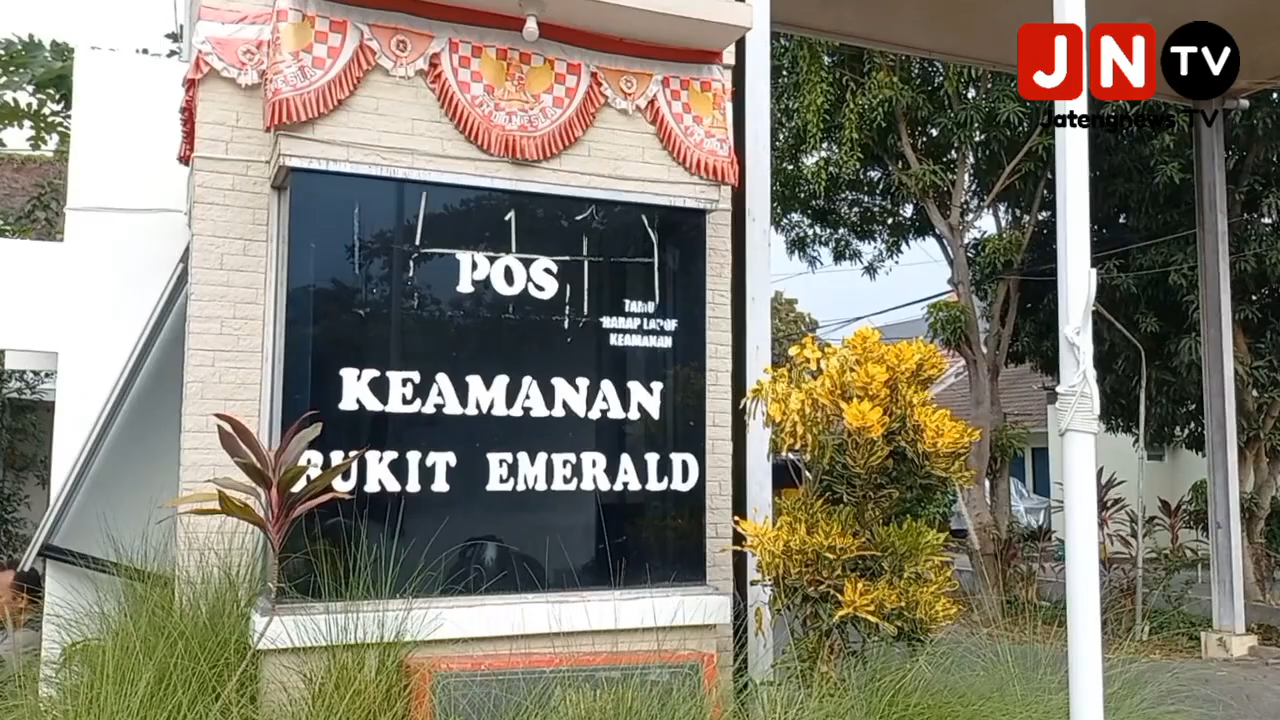 JN TV
Jatengnews TV
INDONESIA
POS
TAMU
HARAP LAPOR
KEAMANAN
KEAMANAN
BUKIT EMERALD